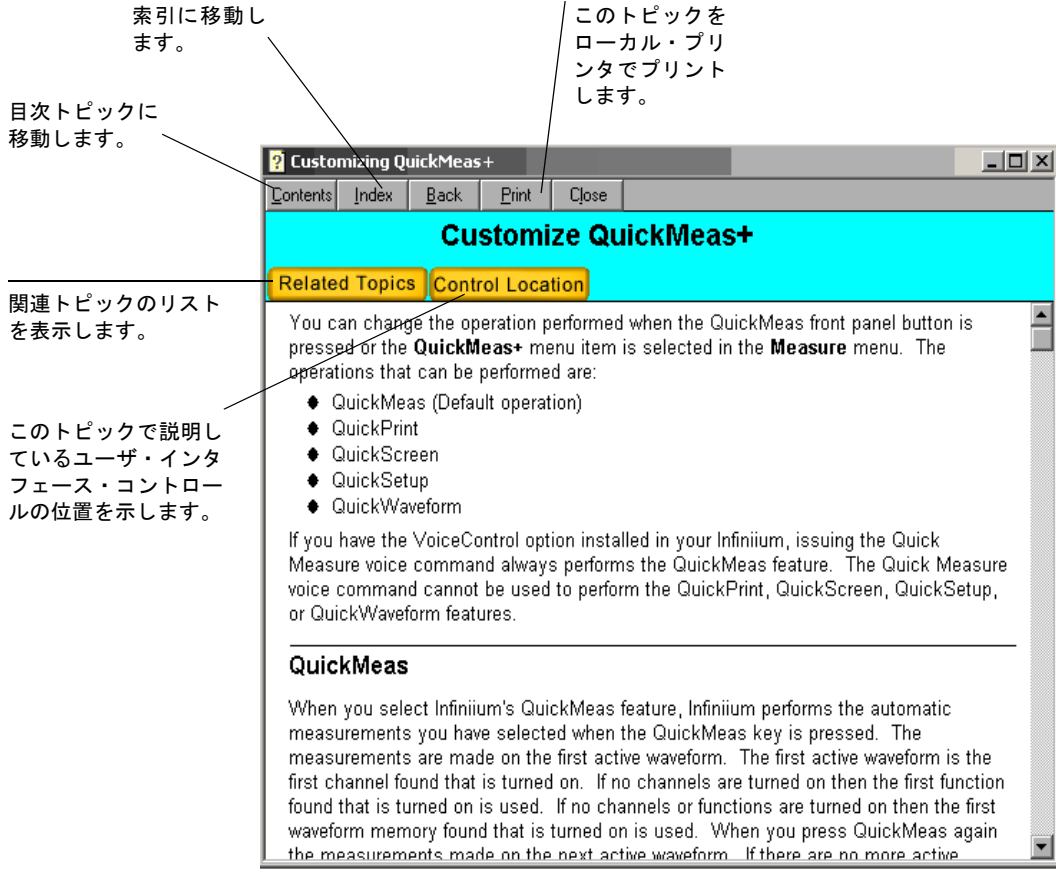 索引に移動し
ます。
このトピックを
ローカル・プリ
ンタでプリント
します。
目次トピックに
移動します。
関連トピックのリスト
を表示します。
このトピックで説明し
ているユーザ・インタ
フェース・コントロー
ルの位置を示します。
Customizing QuickMeas+
Contents Index Back Print Close
Customize QuickMeas+
Related Topics Control Location
You can change the operation performed when the QuickMeas front panel button is
pressed or the QuickMeas+ menu item is selected in the Measure menu. The
operations that can be performed are:
QuickMeas (Default operation)
QuickPrint
QuickScreen
QuickSetup
QuickWaveform
If you have the VoiceControl option installed in your Infiniium, issuing the Quick
Measure voice command always performs the QuickMeas feature. The Quick Measure
voice command cannot be used to perform the QuickPrint, QuickScreen, QuickSetup,
or QuickWaveform features.
QuickMeas
When you select Infiniium's QuickMeas feature, Infiniium performs the automatic
measurements you have selected when the QuickMeas key is pressed. The
measurements are made on the first active waveform. The first active waveform is the
first channel found that is turned on. If no channels are turned on then the first function
found that is turned on is used. If no channels or functions are turned on then the first
waveform memory found that is turned on is used. When you press QuickMeas again
the measurements made on the next active waveform. If there are no more active